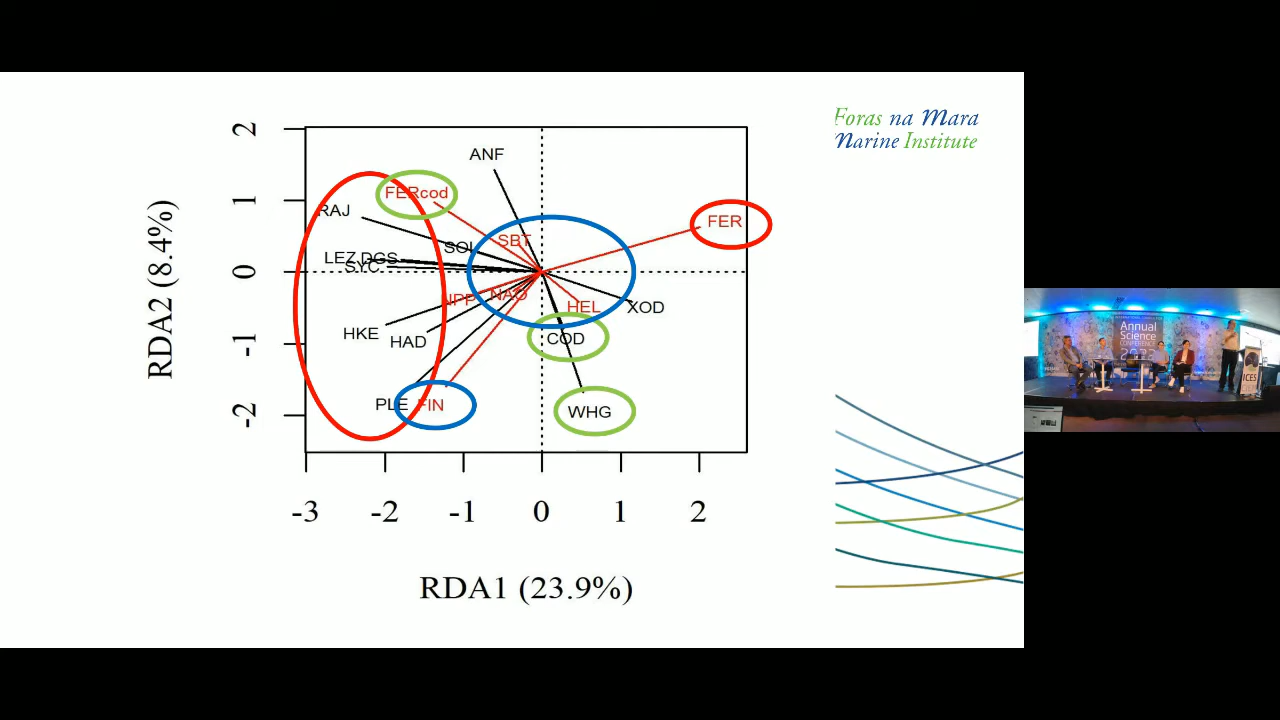 Foras na Mara
Marine Institute
RDA2 (8.4%)
2
1
0
-1
-2
ANF
FERcod
RAJ
FER
SOL
SBT
LEZ
DGS
SYC
NPP
NAO
HEL
XOD
HKE
HAD
COD
PLE
FIN
WHG
-3
-2
-1
0
1
2
RDA1 (23.9%)
Annual
Science
CONFERENCE
ICES